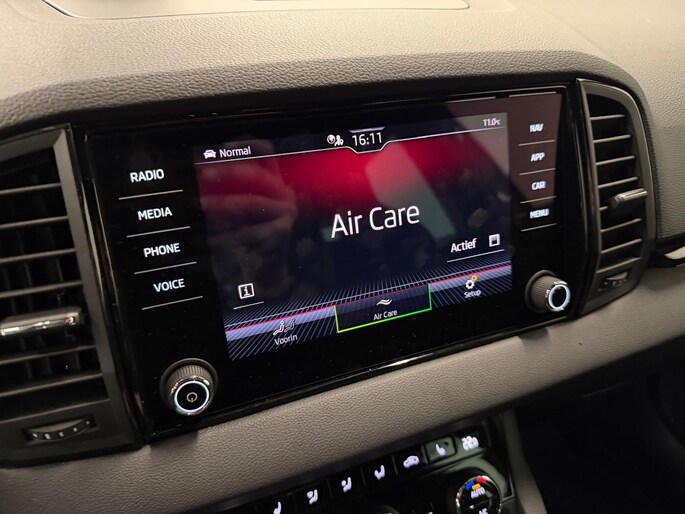 11.0°C
16:11
Normal
RADIO
MEDIA
PHONE
VOICE
NAV
APP
CAR
MENU
Air Care
Actief
i
Voorin
Air Care
Setup
AUTO